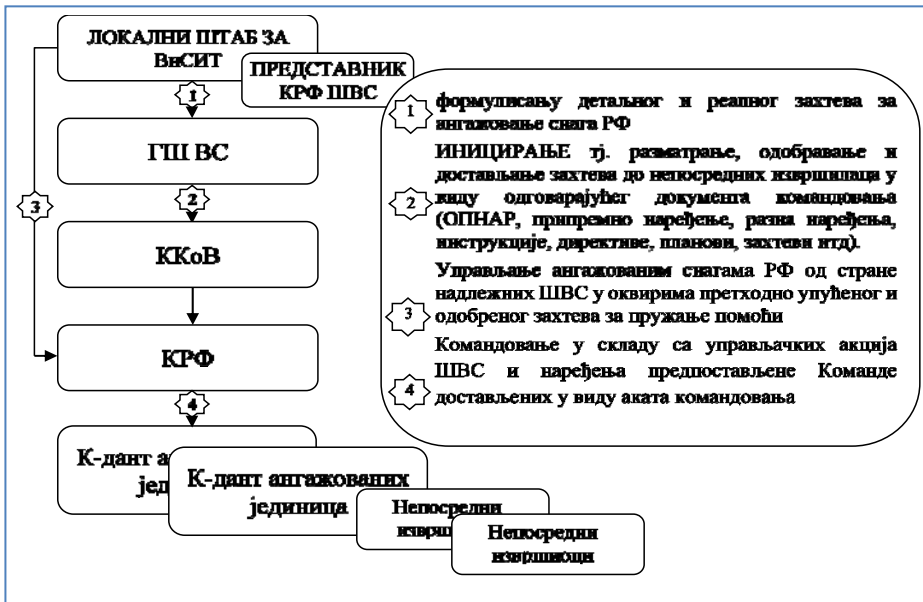 ЛОКАЛНИ ШТАБ ЗА
ВнСИТ
ПРЕДСТАВНИК
КРФ ШВС
1
ГШ ВС
2
3
ККоВ
КРФ
4
К-дант
јед
К-дант ангажованих
јединица
Непосредни
Непосредни
извршиоци
1
формулисању детаљног и реалног захтева за
ангажовање снага РФ
2
ИНИЦИРАЊЕ тј. разматрање, одобравање и
достављање захтева до непосредних извршилаца у
виду одговарајућег документа командовања
(ОПНАР, припремно наређење, разна наређења,
инструкције, директиве, планови, захтеви итд).
3
Управљање ангажованим снагама РФ од стране
надлежних ШВС у оквирима претходно упућеног и
одобреног захтева за пружање помоћи
4
Командовање у складу са управљачких акција
ШВС и наређења предпостављене Команде
достављених у виду аката командовања